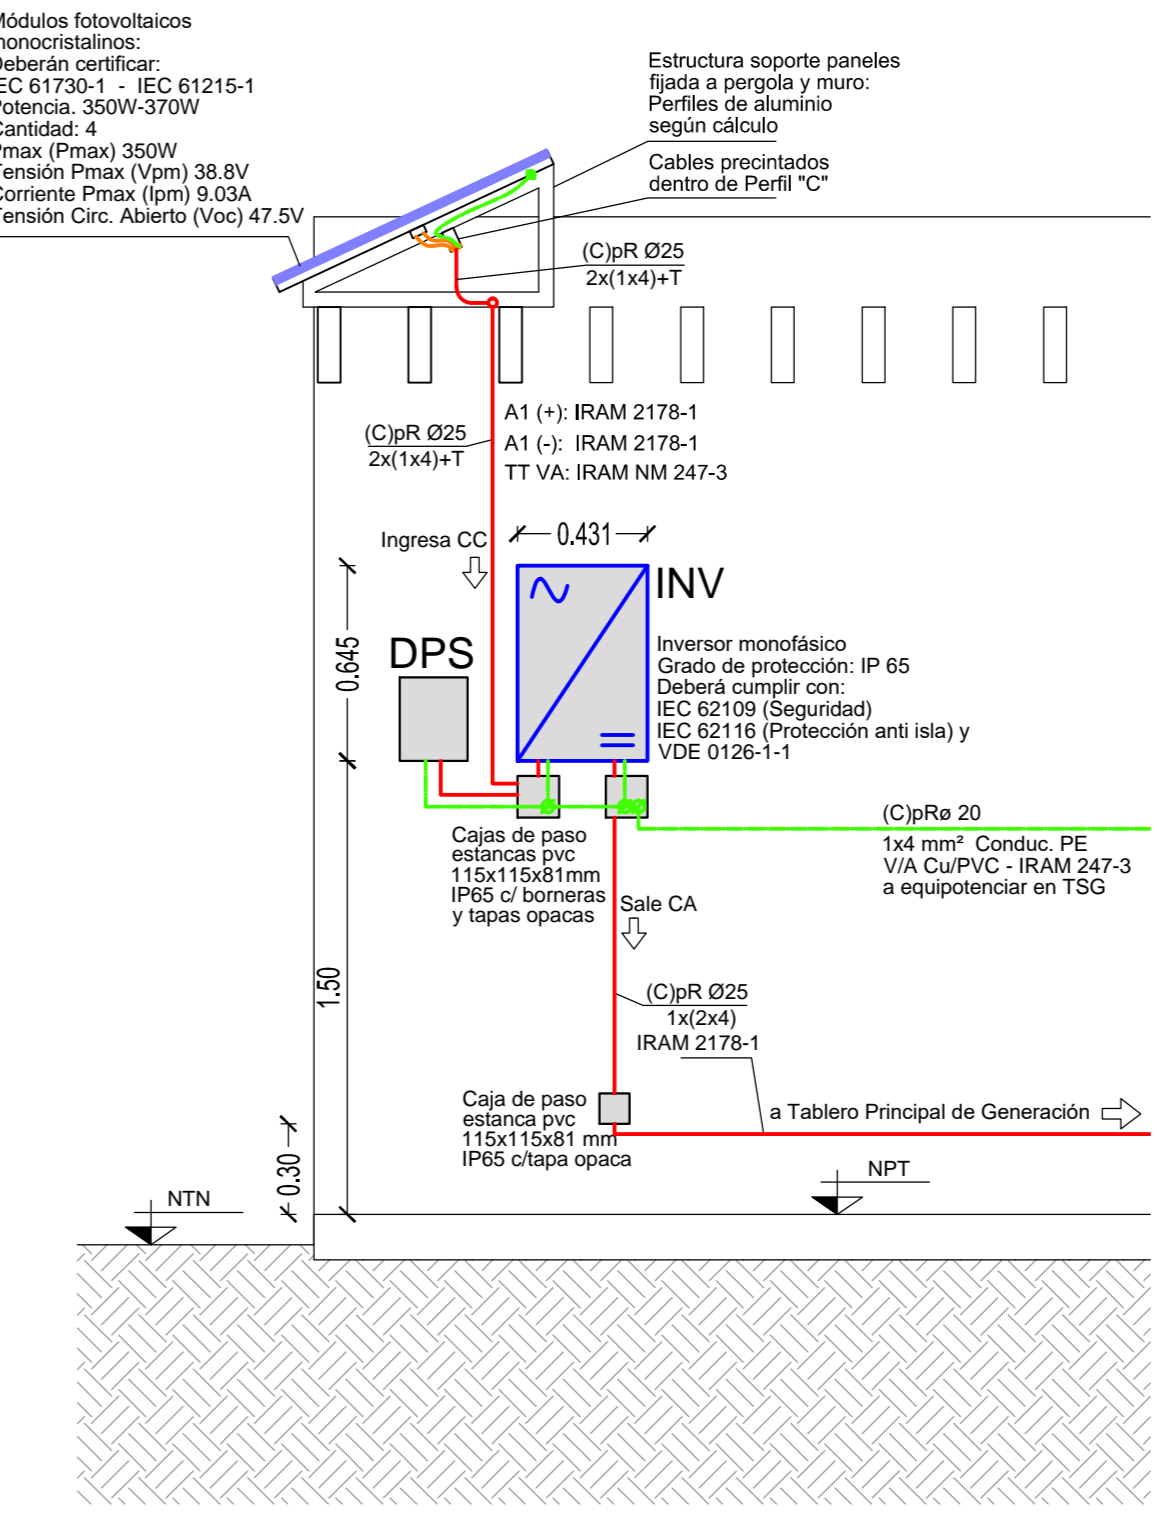 Módulos fotovoltaicos
monocristalinos:
Deberán certificar:
IEC 61730-1 - IEC 61215-1
Potencia. 350W-370W
Cantidad: 4
Pmax (Pmax) 350W
Tensión Pmax (Vpm) 38.8V
Corriente Pmax (Ipm) 9.03A
Tensión Circ. Abierto (Voc) 47.5V
Estructura soporte paneles
fijada a pergola y muro:
Perfiles de aluminio
según cálculo
Cables precintados
dentro de Perfil "C"
(C)pR Ø25
2x(1x4)+T
A1 (+): IRAM 2178-1
A1 (-): IRAM 2178-1
TT VA: IRAM NM 247-3
(C)pR Ø25
2x(1x4)+T
Ingresa CC
0.431
0.645
DPS
INV
Inversor monofásico
Grado de protección: IP 65
Deberá cumplir con:
IEC 62109 (Seguridad)
IEC 62116 (Protección anti isla) y
VDE 0126-1-1
Cajas de paso
estancas pvc
115x115x81mm
IP65 c/ borneras
y tapas opacas
(C)pRø 20
1x4 mm² Conduc. PE
V/A Cu/PVC - IRAM 247-3
a equipotenciar en TSG
Sale CA
1.50
(C)pR Ø25
1x(2x4)
IRAM 2178-1
Caja de paso
estanca pvc
115x115x81 mm
IP65 c/tapa opaca
a Tablero Principal de Generación
0.30
NTN
NPT